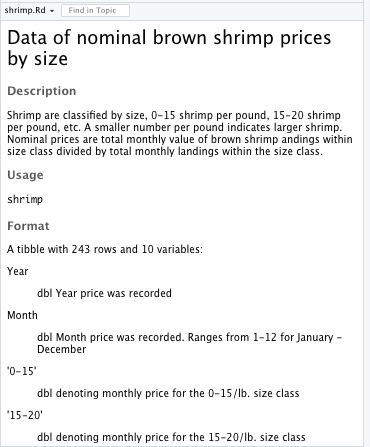 shrimp.Rd Find in Topic
Data of nominal brown shrimp prices
by size
Description
Shrimp are classified by size, 0-15 shrimp per pound, 15-20 shrimp
per pound, etc. A smaller number per pound indicates larger shrimp.
Nominal prices are total monthly value of brown shrimp andings within
size class divided by total monthly landings within the size class.
Usage
shrimp
Format
A tibble with 243 rows and 10 variables:
Year
dbl Year price was recorded
Month
dbl Month price was recorded. Ranges from 1-12 for January -
December
'0-15'
dbl denoting monthly price for the 0-15/lb. size class
'15-20'
dbl denoting monthly price for the 15-20/lb. size class